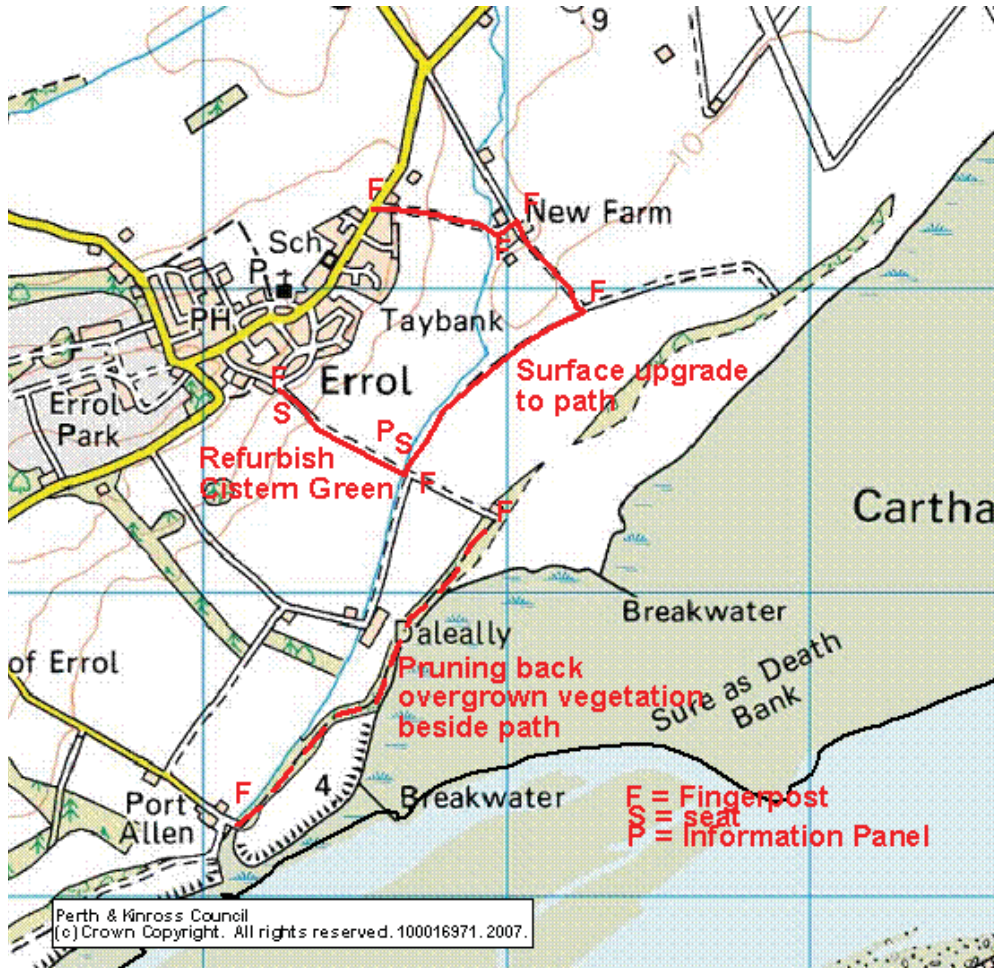 9
10
F
F
New Farm
F
Sch
P
F
PH
Taybank
Surface upgrade
to path
F
Errol
S
Errol
Park
P
S
Refurbish
Cistern Green
F
F
Cartha
Breakwater
Daleally
of Errol
Pruning back
overgrown vegetation
beside path
Sure as Death
Bank
F
4
Port
Allen
Breakwater
F = Fingerpost
S = seat
P = Information Panel
Perth & Kinross Council
(c) Crown Copyright. All rights reserved. 100016971. 2007.